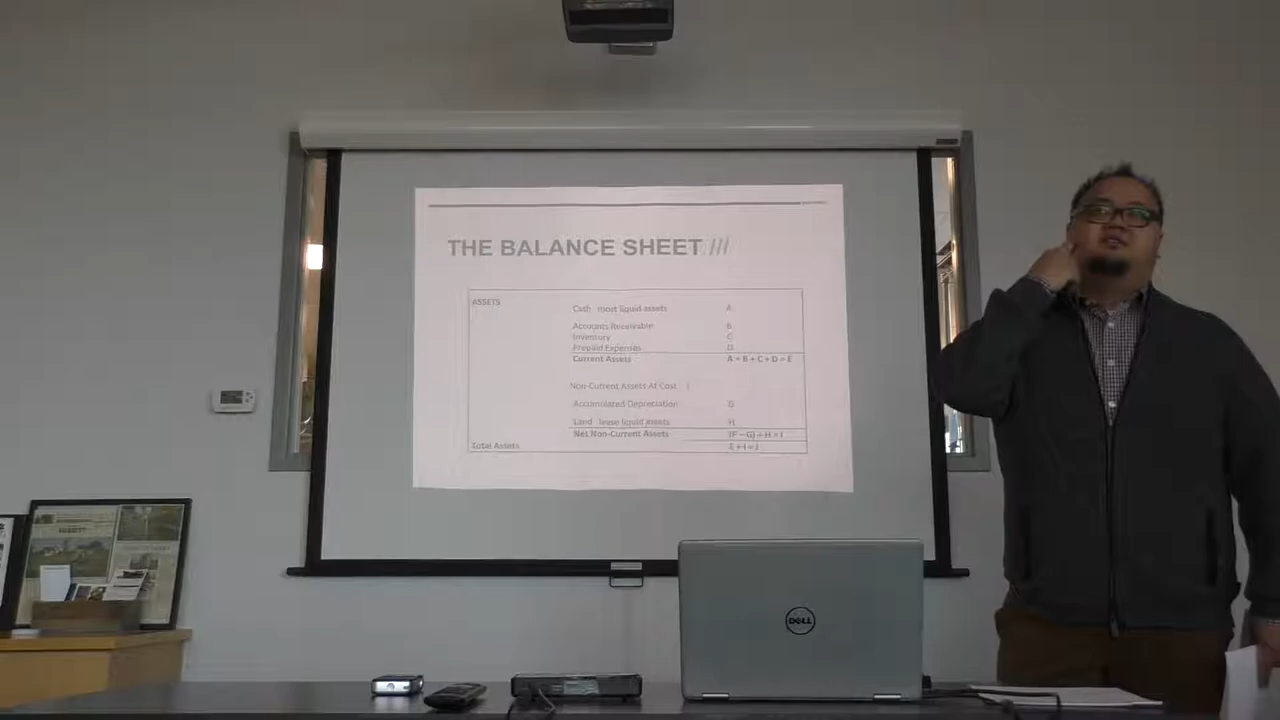 THE BALANCE SHEET ///
ASSETS
Cash most liquid assets A
Accounts Receivable B
Inventory C
Prepaid Expenses D
Current Assets A + B + C + D = E
Non-Current Assets At Cost
Accumulated Depreciation G
Land lease liquid assets H
Net Non-Current Assets (F - G) + H = I
Total Assets E + I = J
DELL